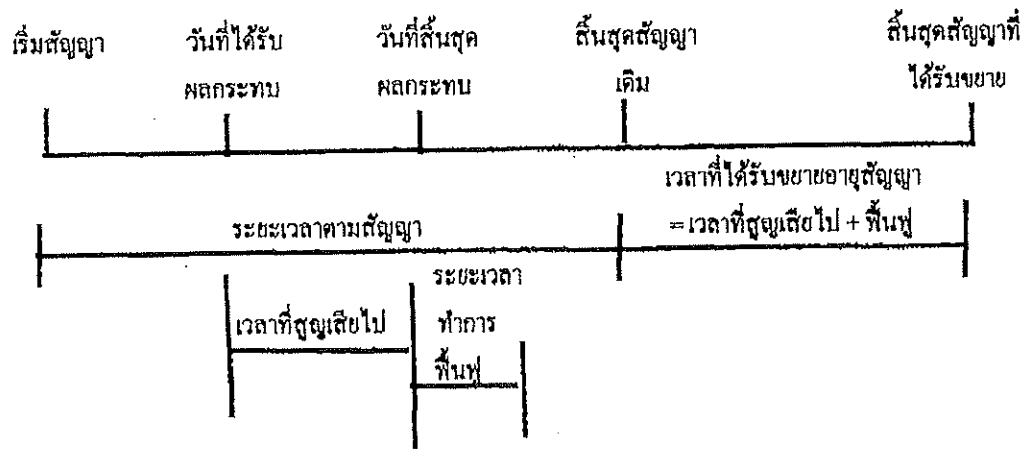 เริ่มสัญญา
วันที่ได้รับ
ผลกระทบ
วันที่สิ้นสุด
ผลกระทบ
สิ้นสุดสัญญา
เดิม
สิ้นสุดสัญญาที่
ได้รับขยาย
เวลาที่ได้รับขยายอายุสัญญา
=เวลาที่สูญเสียไป + ฟื้นฟู
ระยะเวลาตามสัญญา
เวลาที่สูญเสียไป
ระยะเวลา
ทำการ
ฟื้นฟู